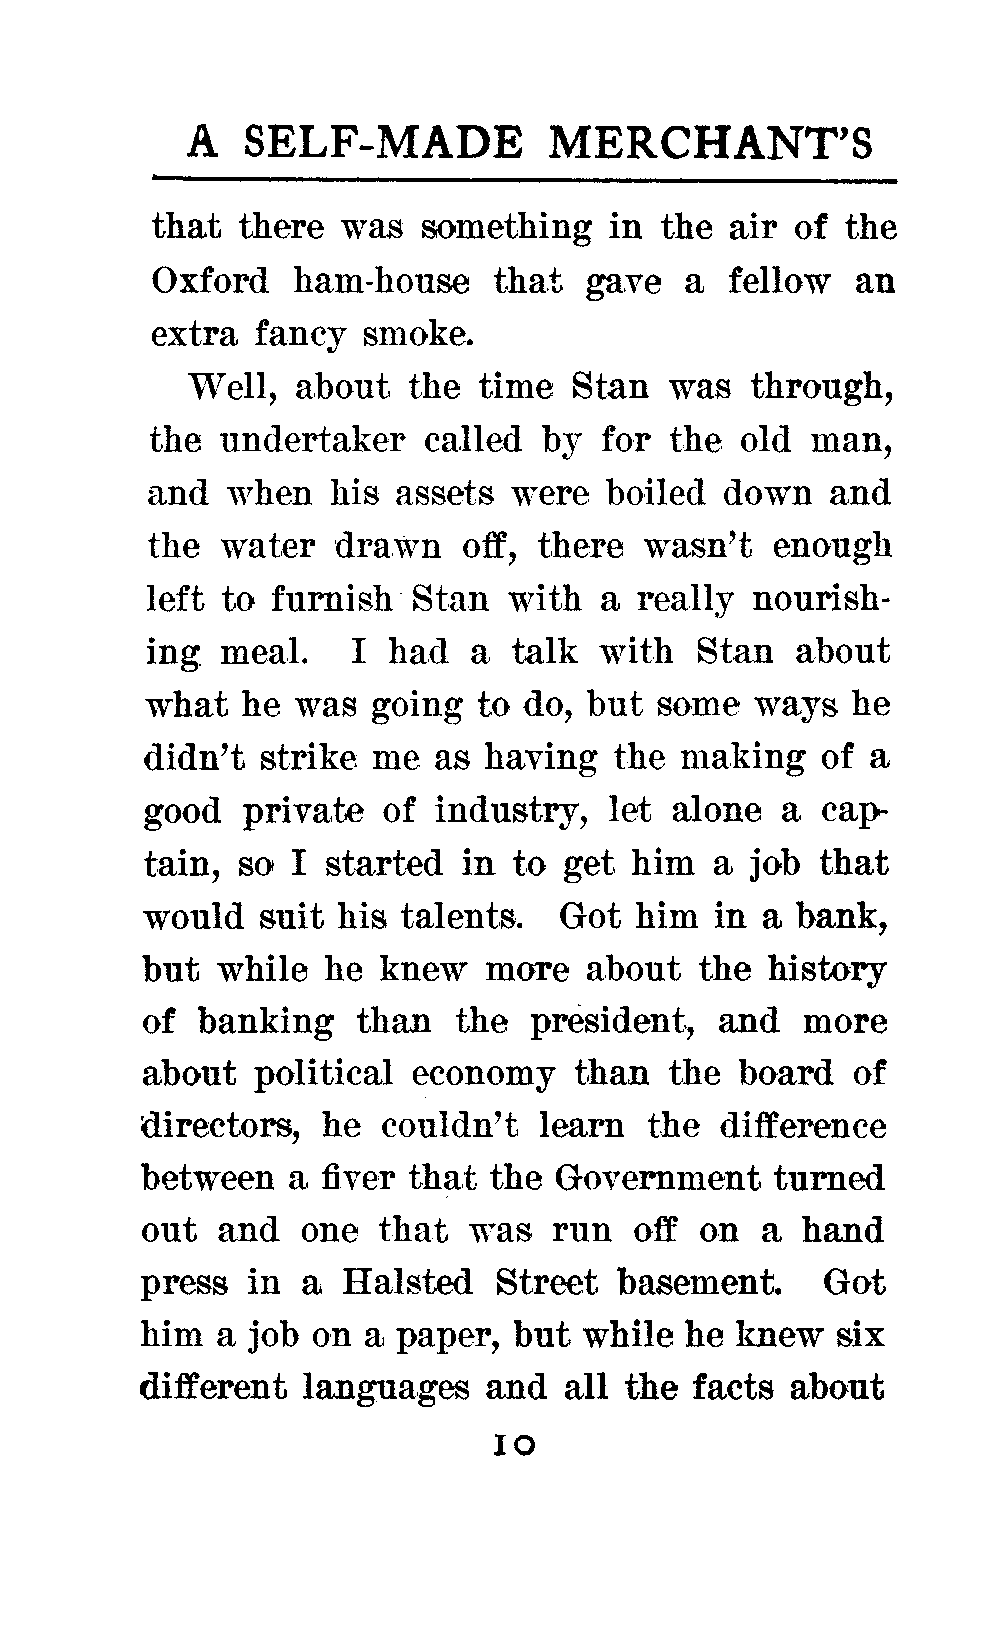 A SELF-MADE MERCHANT'S
that there was something in the air of the
Oxford ham-house that gave a fellow an
extra fancy smoke.
Well, about the time Stan was through,
the undertaker called by for the old man,
and when his assets were boiled down and
the water drawn off, there wasn't enough
left to furnish Stan with a really nourish-
ing meal. I had a talk with Stan about
what he was going to do, but some ways he
didn't strike me as having the making of a
good private of industry, let alone a cap-
tain, so I started in to get him a job that
would suit his talents. Got him in a bank,
but while he knew more about the history
of banking than the president, and more
about political economy than the board of
directors, he couldn't learn the difference
between a fiver that the Government turned
out and one that was run off on a hand
press in a Halsted Street basement. Got
him a job on a paper, but while he knew six
different languages and all the facts about
10